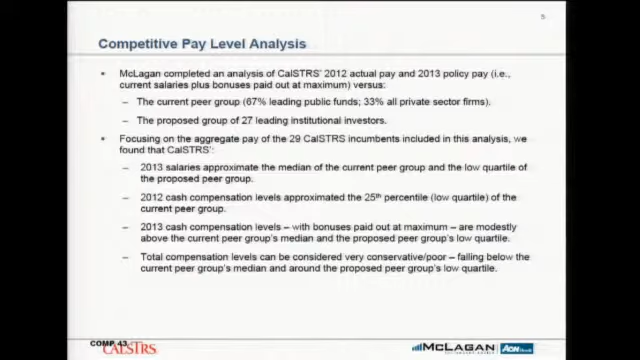 5
Competitive Pay Level Analysis
• McLagan completed an analysis of CalSTRS' 2012 actual pay and 2013 policy pay (i.e.,
current salaries plus bonuses paid out at maximum) versus:
– The current peer group (67% leading public funds; 33% all private sector firms).
– The proposed group of 27 leading institutional investors.
• Focusing on the aggregate pay of the 29 CalSTRS incumbents included in this analysis, we
found that CalSTRS':
– 2013 salaries approximate the median of the current peer group and the low quartile of
the proposed peer group.
– 2012 cash compensation levels approximated the 25th percentile (low quartile) of the
current peer group.
– 2013 cash compensation levels – with bonuses paid out at maximum – are modestly
above the current peer group's median and the proposed peer group's low quartile.
– Total compensation levels can be considered very conservative/poor – falling below the
current peer group's median and around the proposed peer group's low quartile.
COMP 43
CALSTRS
MCLAGAN
AON